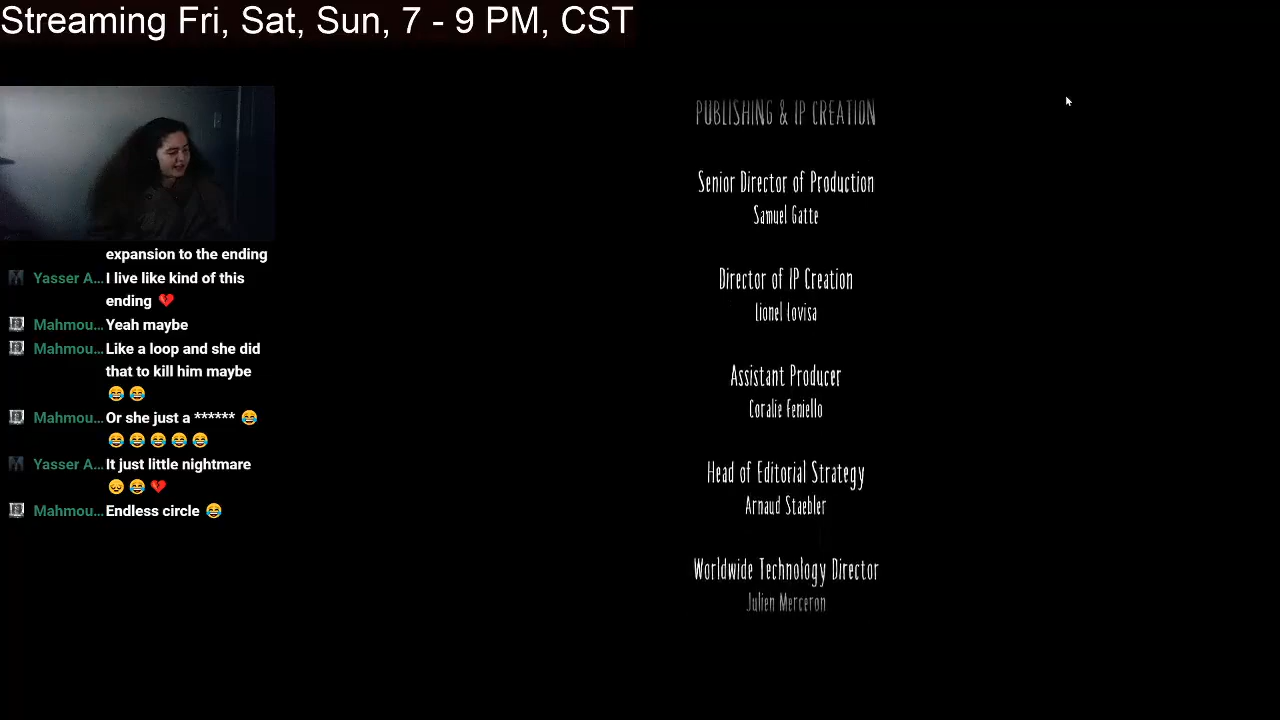 Streaming Fri, Sat, Sun, 7 - 9 PM, CST
PUBLISHING & IP CREATION
Senior Director of Production
Samuel Gatte
Director of IP Creation
Lionel Lovisa
Assistant Producer
Coralie Feniello
Head of Editorial Strategy
Arnaud Staebler
Worldwide Technology Director
Julien Merceron
expansion to the ending
Yasser A... I live like kind of this
ending 💔
Mahmou... Yeah maybe
Mahmou... Like a loop and she did
that to kill him maybe
😂 😂
Mahmou... Or she just a ****** 😂
😂 😂 😂 😂 😂
Yasser A... It just little nightmare
😔 😂 💔
Mahmou... Endless circle 😂